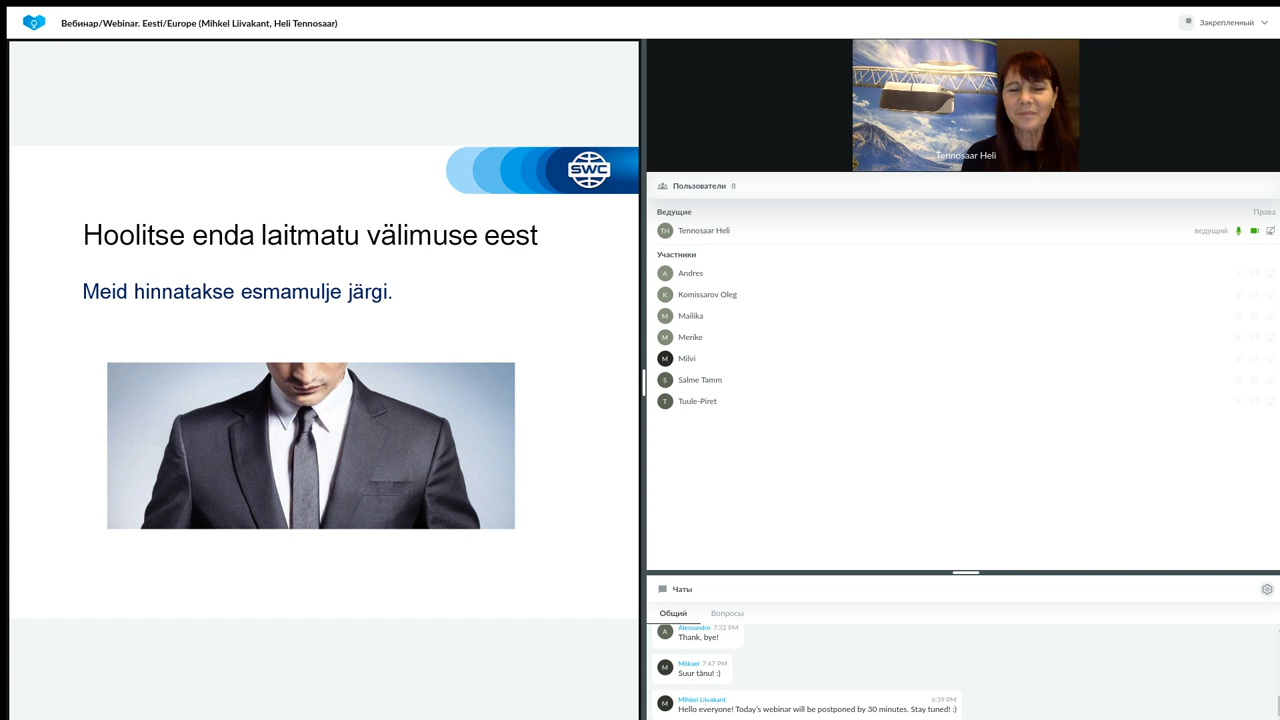 Вебинар/Webinar. Eesti/Europe (Mihkel Liivakant, Heli Tennosaar)
Закрепленный
SWC
Hoolitse enda laitmatu välimuse eest
Meid hinnatakse esmamulje järgi.
Tennosaar Heli
Пользователи 8
Ведущие Права
TH Tennosaar Heli ведущий
Участники
A Andres
K Komissarov Oleg
M Mailika
M Merike
M Milvi
S Salme Tamm
T Tuule-Piret
Чаты
Общий Вопросы
A Alessandro 7:32 PM
Thank, bye!
M Miikael 7:47 PM
Suur tänu! :)
M Mihkel Liivakant 6:39 PM
Hello everyone! Today's webinar will be postponed by 30 minutes. Stay tuned! :)